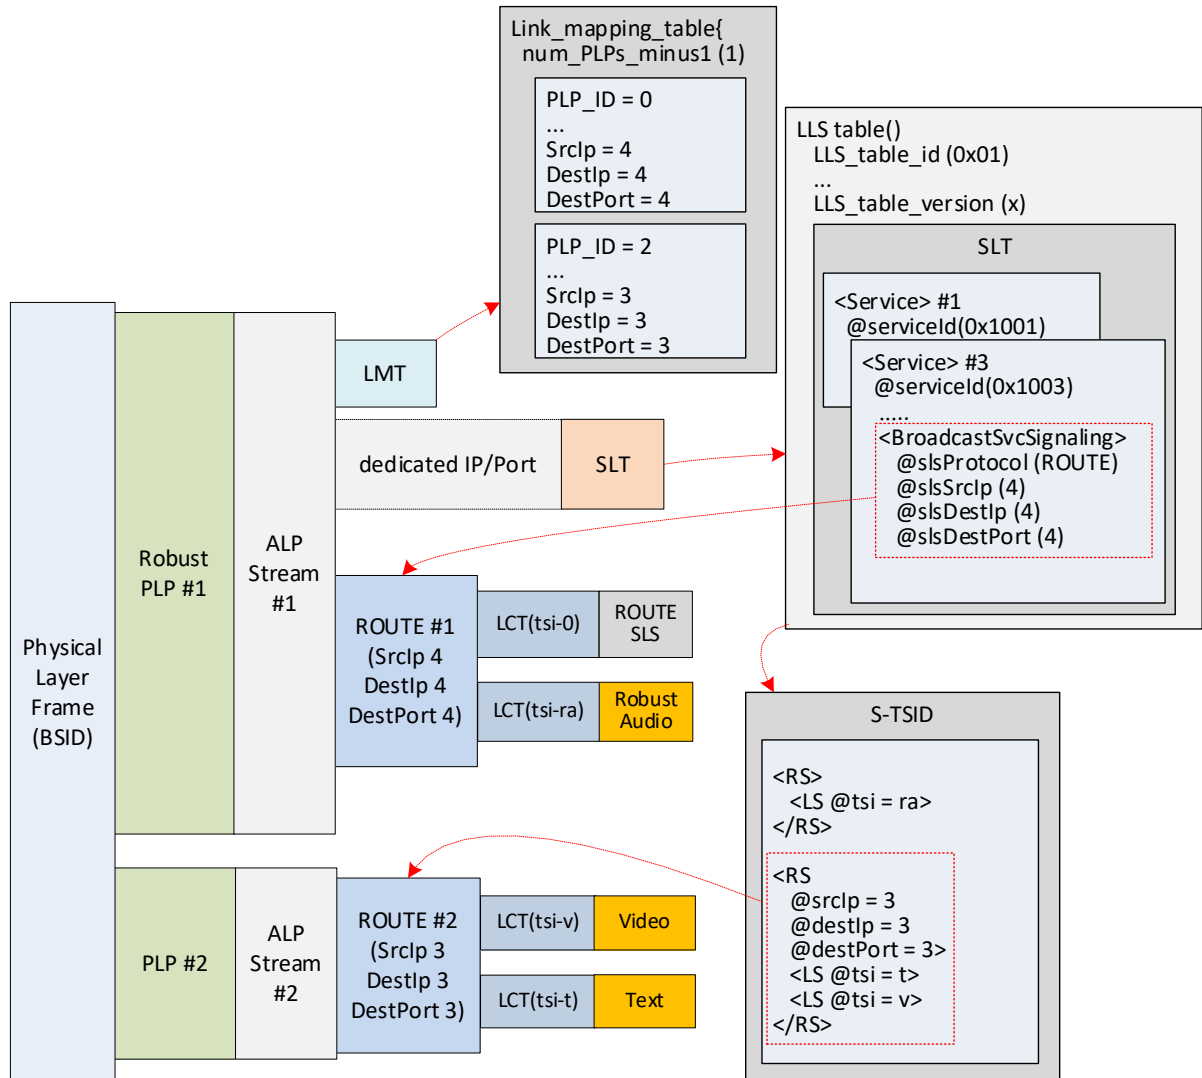 Link_mapping_table{
num_PLPs_minus1 (1)
PLP_ID = 0
...
SrcIp = 4
DestIp = 4
DestPort = 4
PLP_ID = 2
...
SrcIp = 3
DestIp = 3
DestPort = 3
LLS table()
LLS_table_id (0x01)
...
LLS_table_version (x)
SLT
<Service> #1
@serviceId(0x1001)
<Service> #3
@serviceId(0x1003)
.....
<BroadcastSvcSignaling>
@slsProtocol (ROUTE)
@slsSrcIp (4)
@slsDestIp (4)
@slsDestPort (4)
Physical
Layer
Frame
(BSID)
Robust
PLP #1
ALP
Stream
#1
LMT
dedicated IP/Port
SLT
ROUTE #1
(SrcIp 4
DestIp 4
DestPort 4)
LCT(tsi-0)
ROUTE
SLS
LCT(tsi-ra)
Robust
Audio
PLP #2
ALP
Stream
#2
ROUTE #2
(SrcIp 3
DestIp 3
DestPort 3)
LCT(tsi-v)
Video
LCT(tsi-t)
Text
S-TSID
<RS>
<LS @tsi = ra>
</RS>
<RS
@srcIp = 3
@destIp = 3
@destPort = 3>
<LS @tsi = t>
<LS @tsi = v>
</RS>